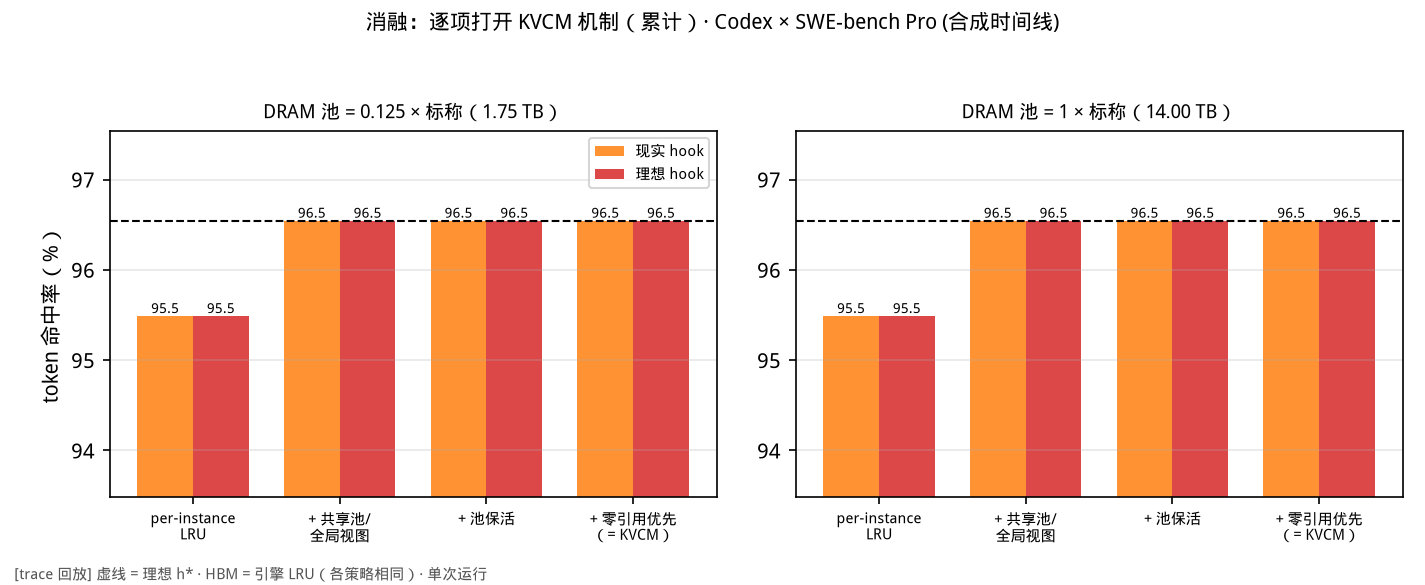 消融：逐项打开 KVCM 机制（累计）· Codex × SWE-bench Pro (合成时间线)
DRAM 池 = 0.125 × 标称（1.75 TB）
token 命中率（%）
97
96
95
94
现实 hook
理想 hook
95.5 95.5 96.5 96.5 96.5 96.5 96.5 96.5
per-instance LRU
+ 共享池/全局视图
+ 池保活
+ 零引用优先（= KVCM）
DRAM 池 = 1 × 标称（14.00 TB）
97
96
95
94
95.5 95.5 96.5 96.5 96.5 96.5 96.5 96.5
per-instance LRU
+ 共享池/全局视图
+ 池保活
+ 零引用优先（= KVCM）
[trace 回放] 虚线 = 理想 h* · HBM = 引擎 LRU（各策略相同）· 单次运行